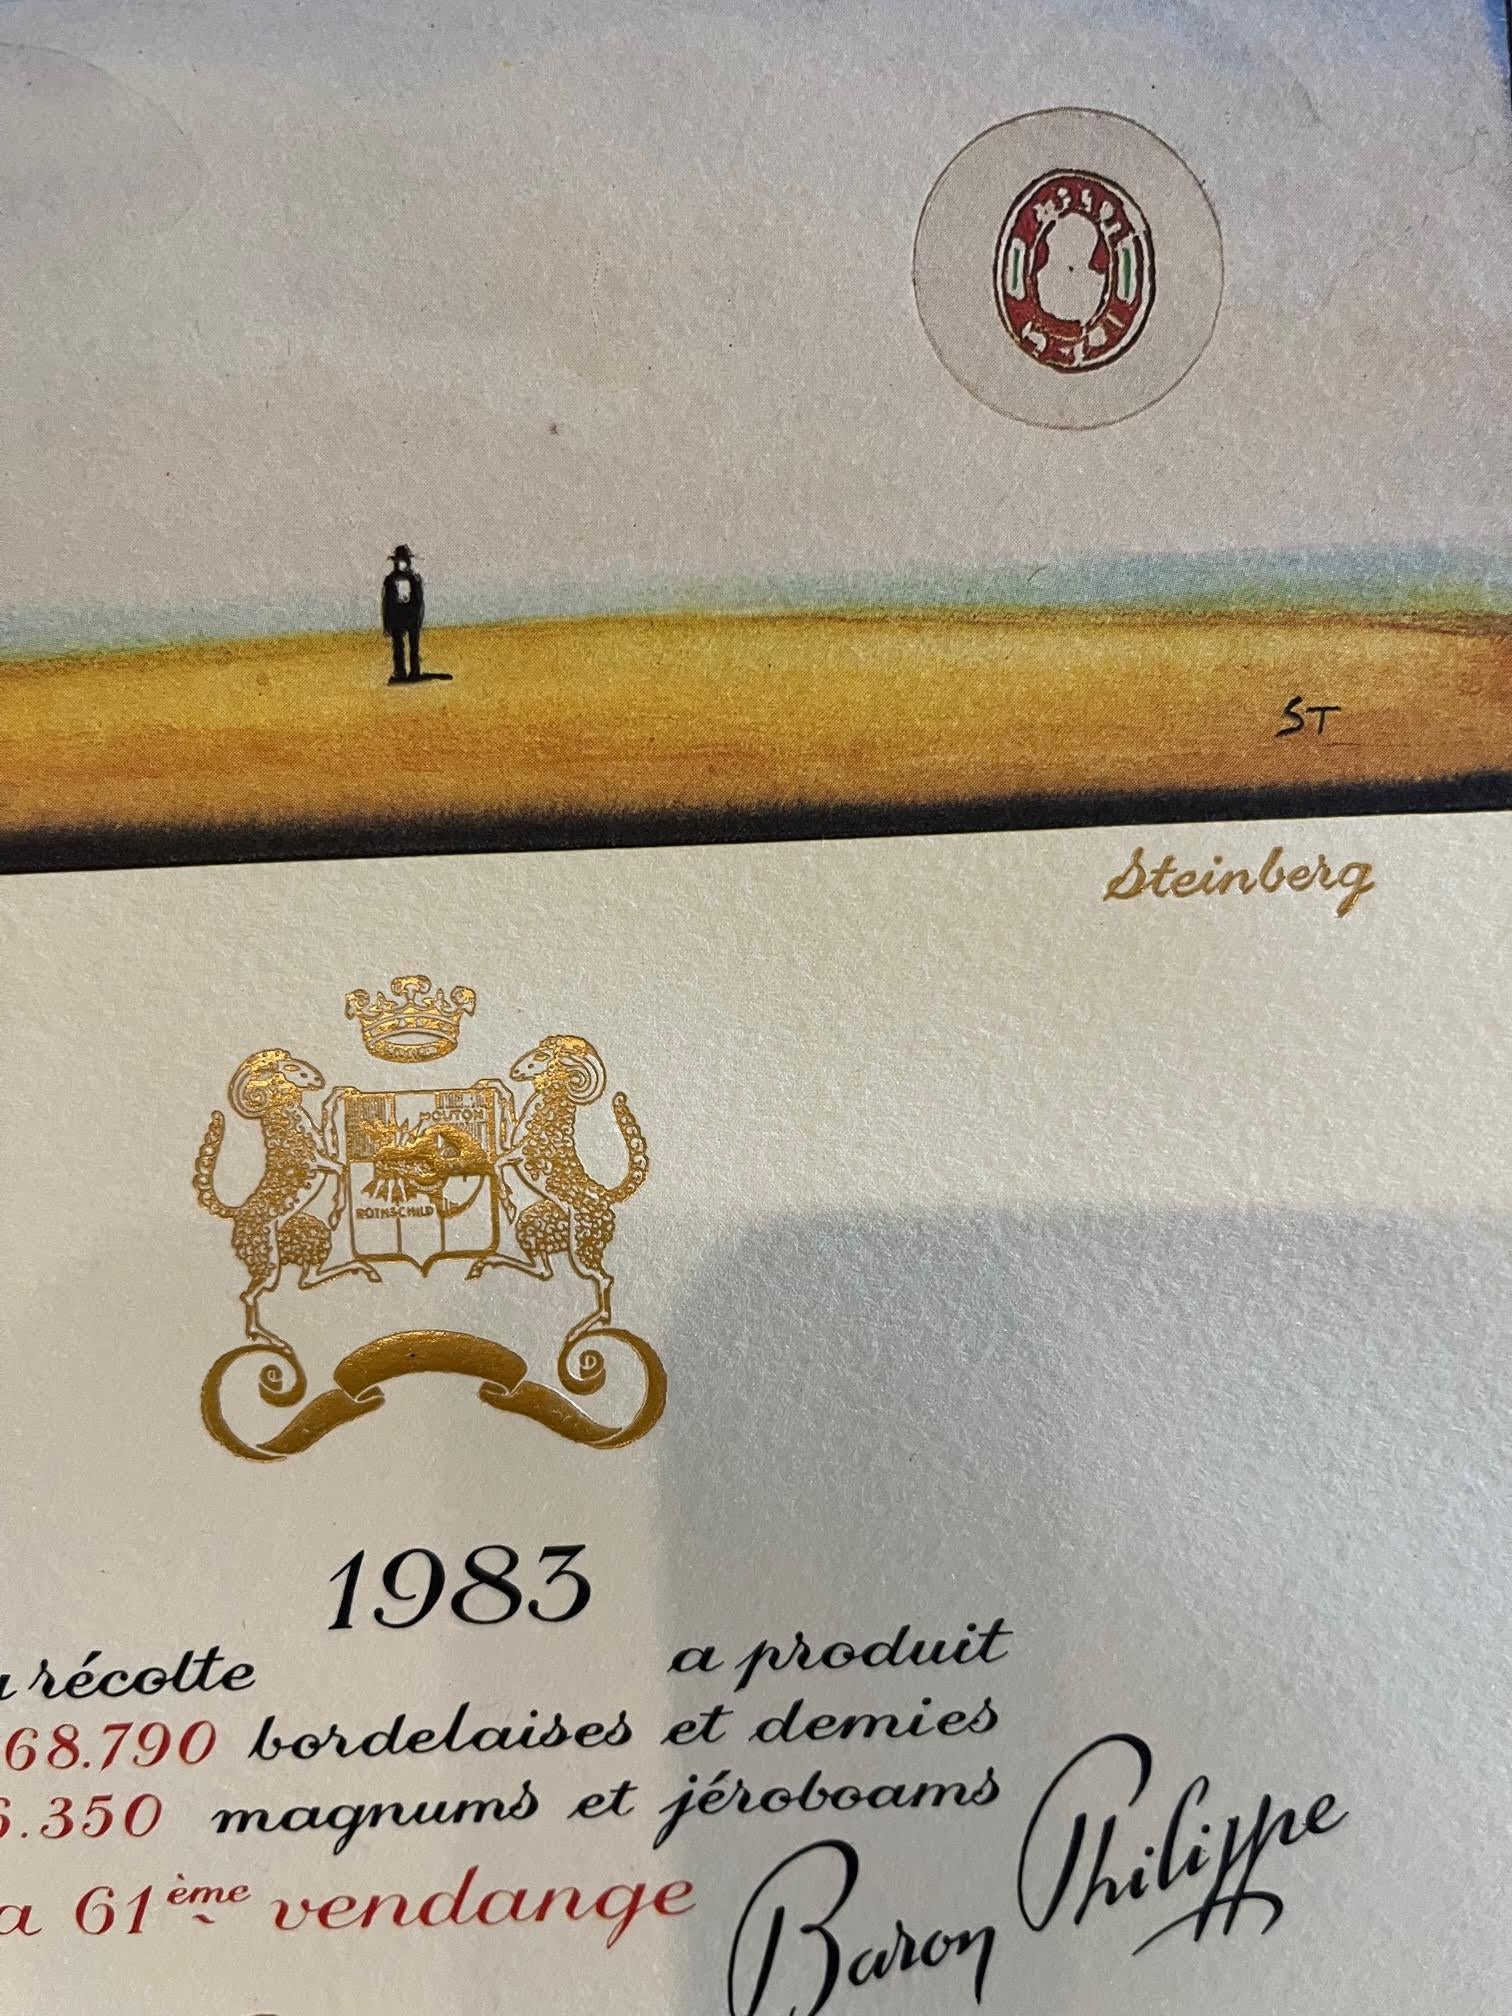 ST
Steinberg
MOUTON
ROTHSCHILD
1983
récolte a produit
68.790 bordelaises et demies
.350 magnums et jéroboams
a 61ème vendange
Baron Philippe